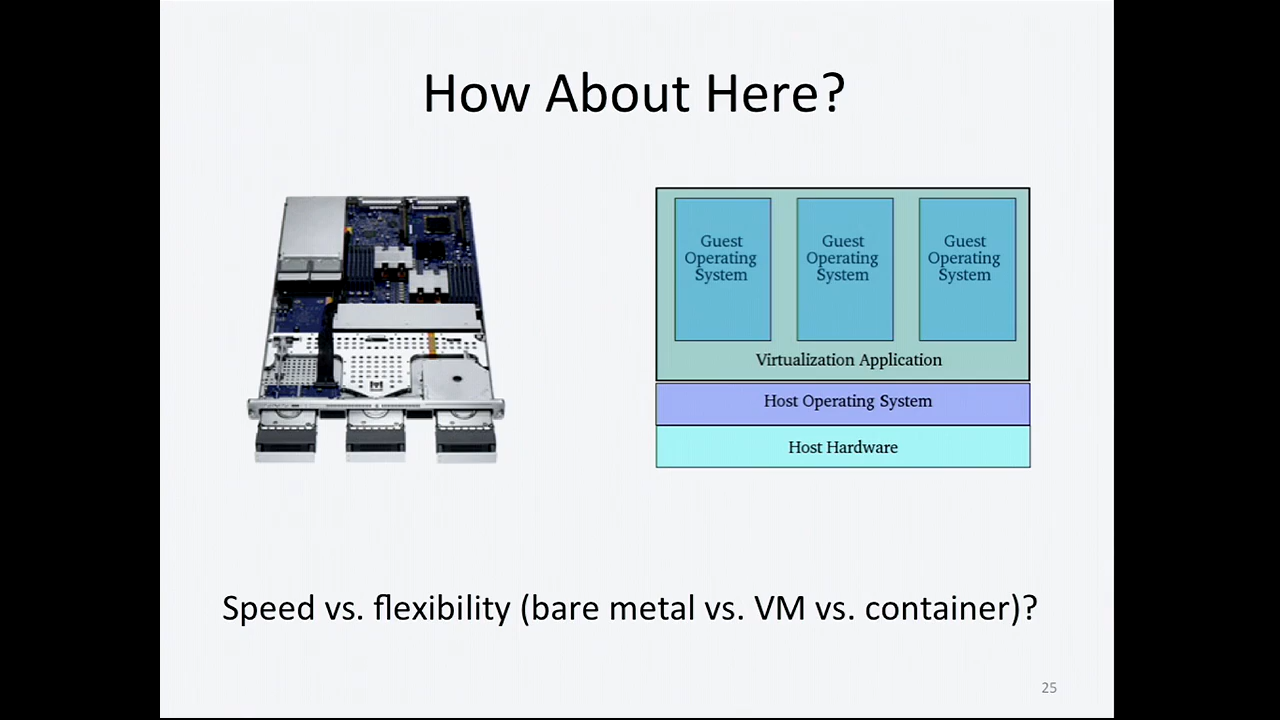 How About Here?
Guest
Operating
System
Guest
Operating
System
Guest
Operating
System
Virtualization Application
Host Operating System
Host Hardware
Speed vs. flexibility (bare metal vs. VM vs. container)?
25